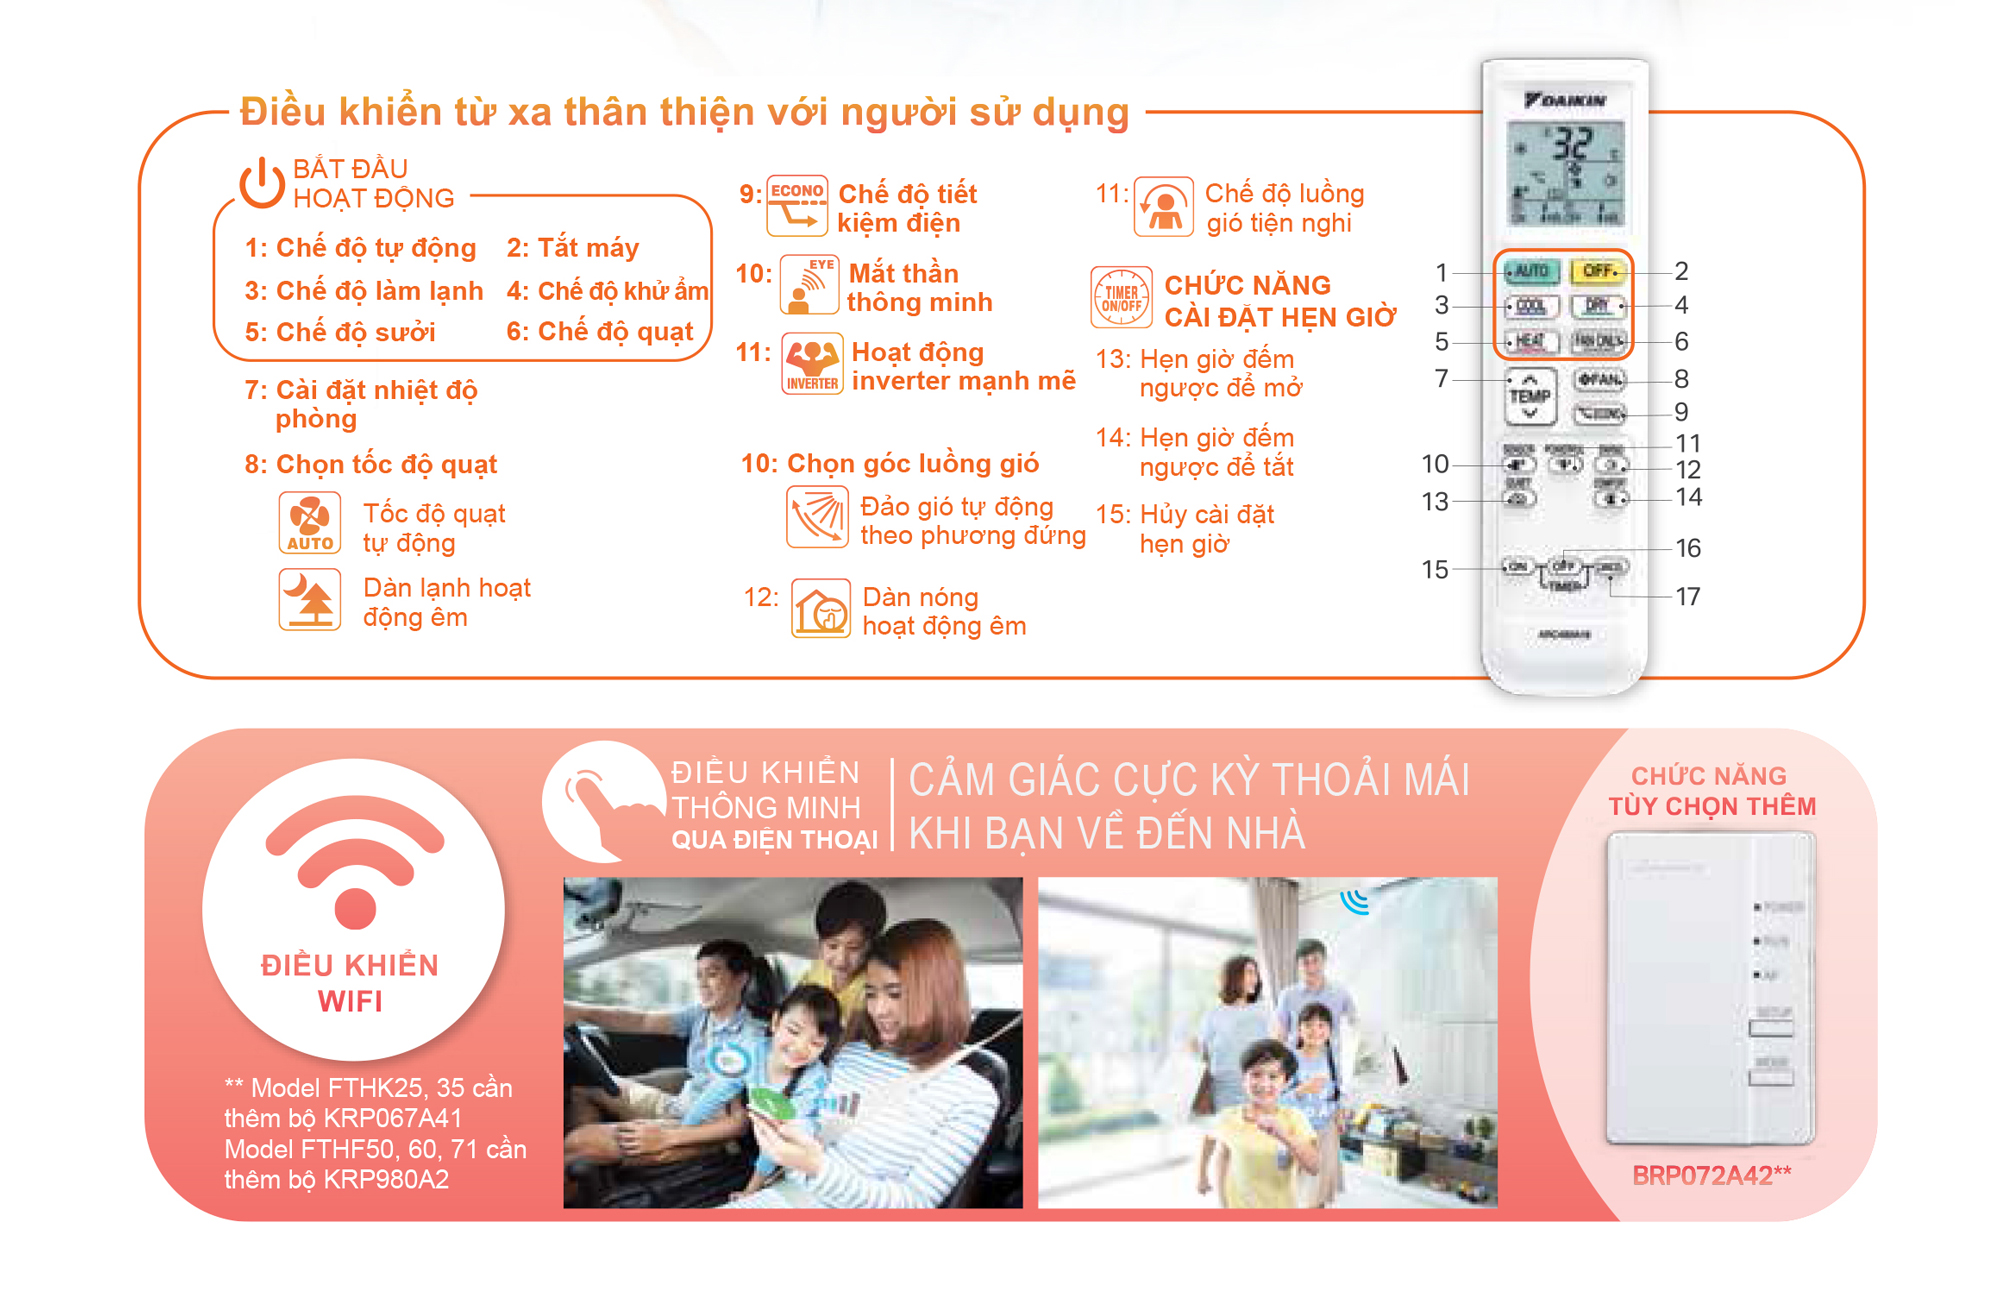 Điều khiển từ xa thân thiện với người sử dụng
BẮT ĐẦU
HOẠT ĐỘNG
1: Chế độ tự động
2: Tắt máy
3: Chế độ làm lạnh
4: Chế độ khử ẩm
5: Chế độ sưởi
6: Chế độ quạt
7: Cài đặt nhiệt độ
phòng
8: Chọn tốc độ quạt
AUTO
Tốc độ quạt
tự động
Dàn lạnh hoạt
động êm
9:
ECONO
Chế độ tiết
kiệm điện
10:
EYE
Mắt thần
thông minh
11:
INVERTER
Hoạt động
inverter mạnh mẽ
10: Chọn góc luồng gió
Đảo gió tự động
theo phương đứng
12:
Dàn nóng
hoạt động êm
11:
Chế độ luồng
gió tiện nghi
TIMER
ON/OFF
CHỨC NĂNG
CÀI ĐẶT HẸN GIỜ
13: Hẹn giờ đếm
ngược để mở
14: Hẹn giờ đếm
ngược để tắt
15: Hủy cài đặt
hẹn giờ
DAIKIN
32
1
AUTO
OFF
2
3
COOL
DRY
4
5
HEAT
FAN ONLY
6
7
TEMP
FAN
8
ECONO
9
11
10
12
13
14
16
15
ON
OFF
TIMER
17
ĐIỀU KHIỂN
WIFI
** Model FTHK25, 35 cần
thêm bộ KRP067A41
Model FTHF50, 60, 71 cần
thêm bộ KRP980A2
ĐIỀU KHIỂN
THÔNG MINH
QUA ĐIỆN THOẠI
CẢM GIÁC CỰC KỲ THOẢI MÁI
KHI BẠN VỀ ĐẾN NHÀ
CHỨC NĂNG
TÙY CHỌN THÊM
POWER
RUN
AP
SETUP
MODE
BRP072A42**